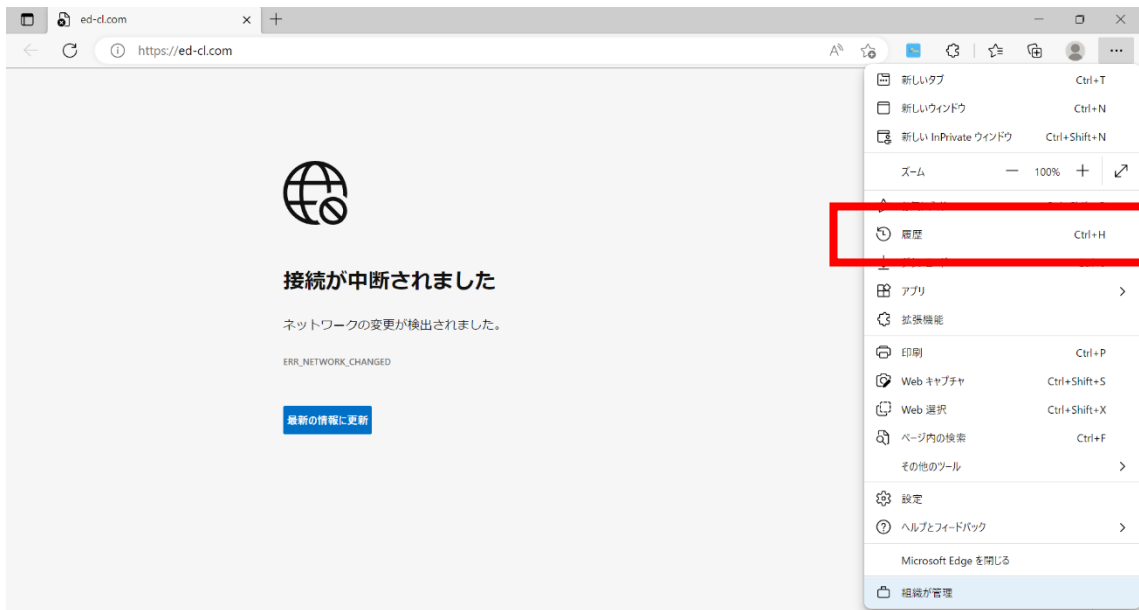 ed-cl.com
https://ed-cl.com
新しいタブ Ctrl+T
新しいウィンドウ Ctrl+N
新しい InPrivate ウィンドウ Ctrl+Shift+N
ズーム 100%
履歴 Ctrl+H
アプリ
拡張機能
印刷 Ctrl+P
Web キャプチャ Ctrl+Shift+S
Web 選択 Ctrl+Shift+X
ページ内の検索 Ctrl+F
その他のツール
設定
ヘルプとフィードバック
Microsoft Edge を閉じる
組織が管理
接続が中断されました
ネットワークの変更が検出されました。
ERR_NETWORK_CHANGED
最新の情報に更新